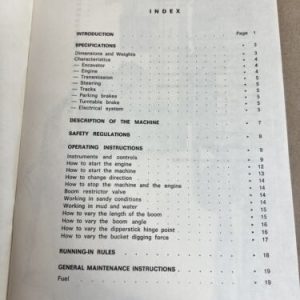 INDEX
INTRODUCTION Page 1
SPECIFICATIONS 3
Dimensions and Weights 3
Characteristics 4
— Excavator 4
— Engine 4
— Transmission 5
— Steering 5
— Tracks 5
— Parking brakes 5
— Turntable brake 5
— Electrical system 5
DESCRIPTION OF THE MACHINE 7
SAFETY REGULATIONS 8
OPERATING INSTRUCTIONS 9
Instruments and controls 9
How to start the engine 12
How to start the machine 13
How to change direction 14
How to stop the machine and the engine 14
Boom restrictor valve 14
Working in sandy conditions 14
Working in mud and water 14
How to vary the length of the boom 15
How to vary the boom angle 16
How to vary the dipperstick hinge point 16
How to vary the bucket digging force 17
RUNNING-IN RULES 18
GENERAL MAINTENANCE INSTRUCTIONS 19
Fuel 19